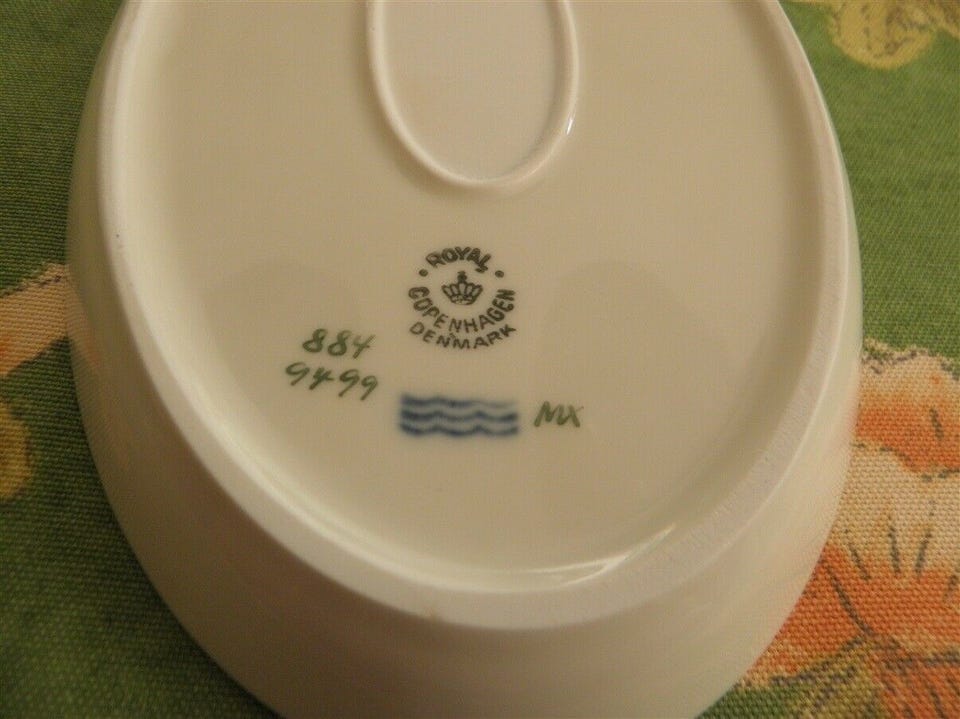 ROYAL
COPENHAGEN
DENMARK
884
9499
MX